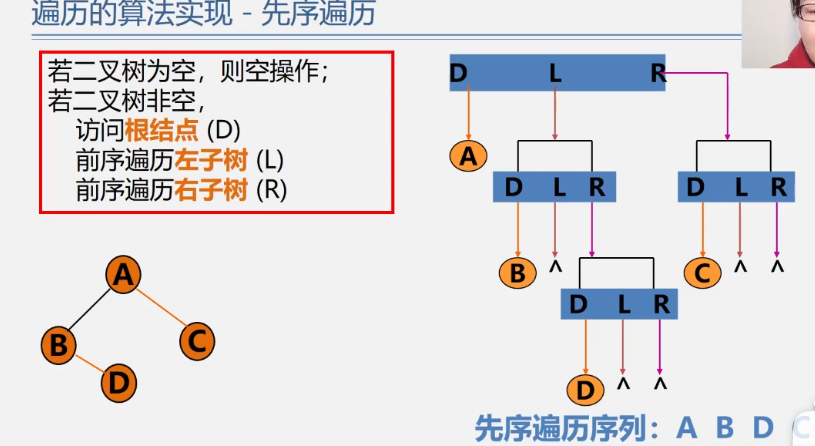 遍历的算法实现 - 先序遍历
若二叉树为空，则空操作；
若二叉树非空，
访问根结点 (D)
前序遍历左子树 (L)
前序遍历右子树 (R)
D L R
A
D L R
D L R
B ^ C ^ ^
D L R
D ^ ^
A
B C
D
先序遍历序列：A B D C